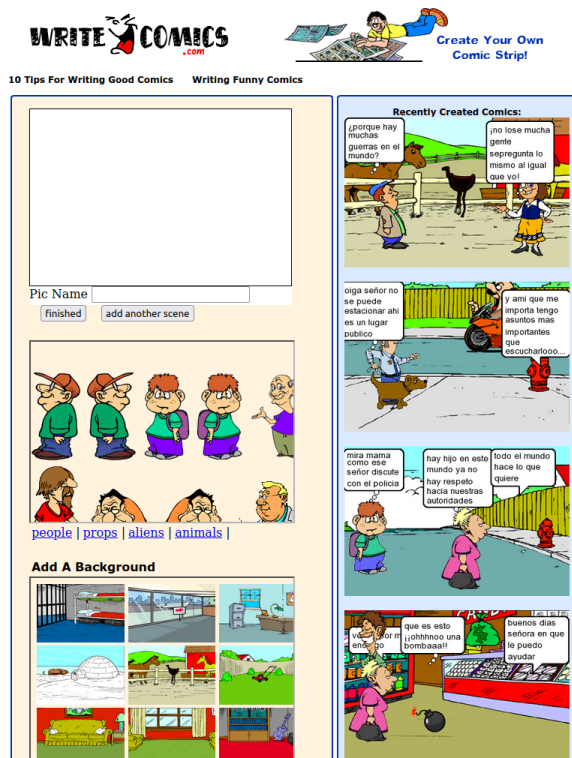 WRITE COMICS
.com
Create Your Own
Comic Strip!
10 Tips For Writing Good Comics
Writing Funny Comics
Pic Name
finished
add another scene
people | props | aliens | animals |
Add A Background
Recently Created Comics:
¿porque hay
muchas
guerras en el
mundo?
¡no lose mucha
gente
sepregunta lo
mismo al igual
que yo!
oiga señor no
se puede
estacionar ahi
es un lugar
publico
y ami que me
importa tengo
asuntos mas
importantes
que
escucharlooo....
mira mama
como ese
señor discute
con el policia
hay hijo en este
mundo ya no
hay respeto
hacia nuestras
autoridades
todo el mundo
hace lo que
quiere
que es esto
¡¡ohhhnoo una
bombaaa!!
buenos dias
señora en que
le puedo
ayudar